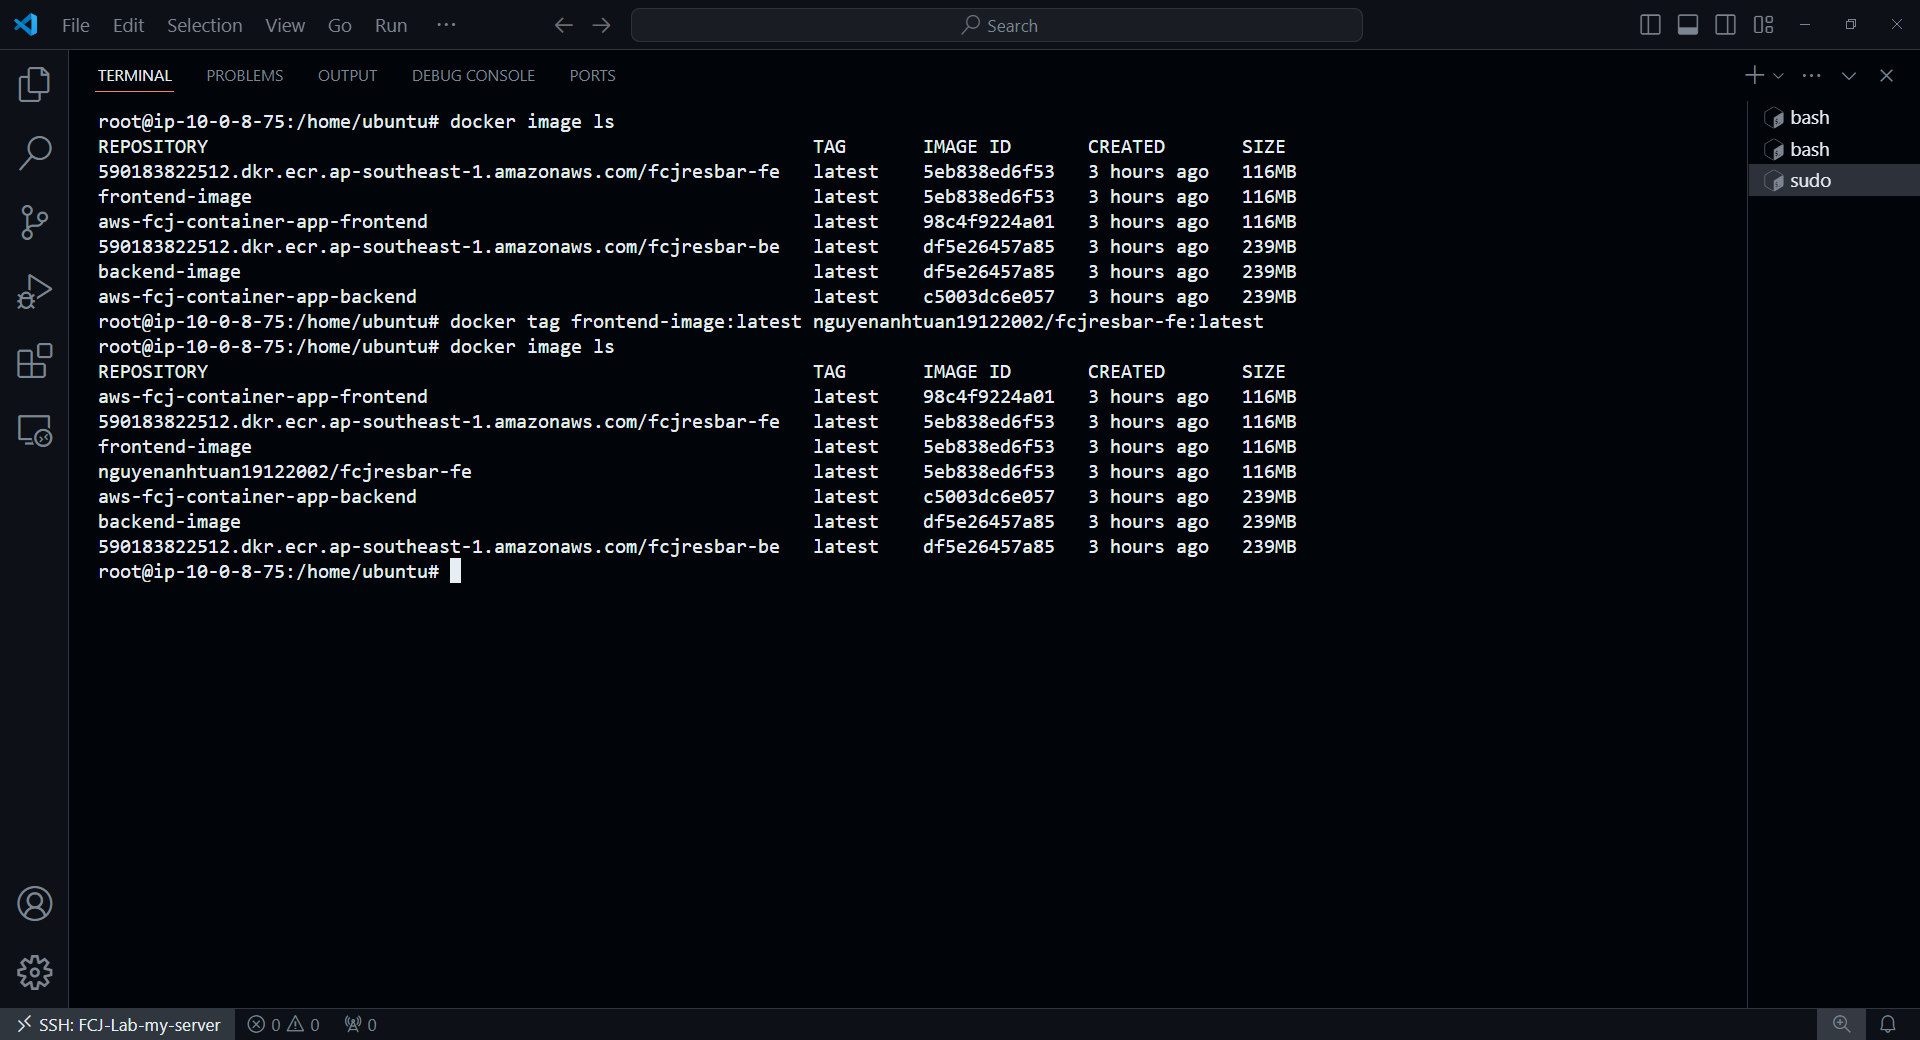 File Edit Selection View Go Run ··· Search
TERMINAL PROBLEMS OUTPUT DEBUG CONSOLE PORTS
root@ip-10-0-8-75:/home/ubuntu# docker image ls
REPOSITORY TAG IMAGE ID CREATED SIZE
590183822512.dkr.ecr.ap-southeast-1.amazonaws.com/fcjresbar-fe latest 5eb838ed6f53 3 hours ago 116MB
frontend-image latest 5eb838ed6f53 3 hours ago 116MB
aws-fcj-container-app-frontend latest 98c4f9224a01 3 hours ago 116MB
590183822512.dkr.ecr.ap-southeast-1.amazonaws.com/fcjresbar-be latest df5e26457a85 3 hours ago 239MB
backend-image latest df5e26457a85 3 hours ago 239MB
aws-fcj-container-app-backend latest c5003dc6e057 3 hours ago 239MB
root@ip-10-0-8-75:/home/ubuntu# docker tag frontend-image:latest nguyenanhtuan19122002/fcjresbar-fe:latest
root@ip-10-0-8-75:/home/ubuntu# docker image ls
REPOSITORY TAG IMAGE ID CREATED SIZE
aws-fcj-container-app-frontend latest 98c4f9224a01 3 hours ago 116MB
590183822512.dkr.ecr.ap-southeast-1.amazonaws.com/fcjresbar-fe latest 5eb838ed6f53 3 hours ago 116MB
frontend-image latest 5eb838ed6f53 3 hours ago 116MB
nguyenanhtuan19122002/fcjresbar-fe latest 5eb838ed6f53 3 hours ago 116MB
aws-fcj-container-app-backend latest c5003dc6e057 3 hours ago 239MB
backend-image latest df5e26457a85 3 hours ago 239MB
590183822512.dkr.ecr.ap-southeast-1.amazonaws.com/fcjresbar-be latest df5e26457a85 3 hours ago 239MB
root@ip-10-0-8-75:/home/ubuntu#
bash
bash
sudo
SSH: FCJ-Lab-my-server 0 0 0